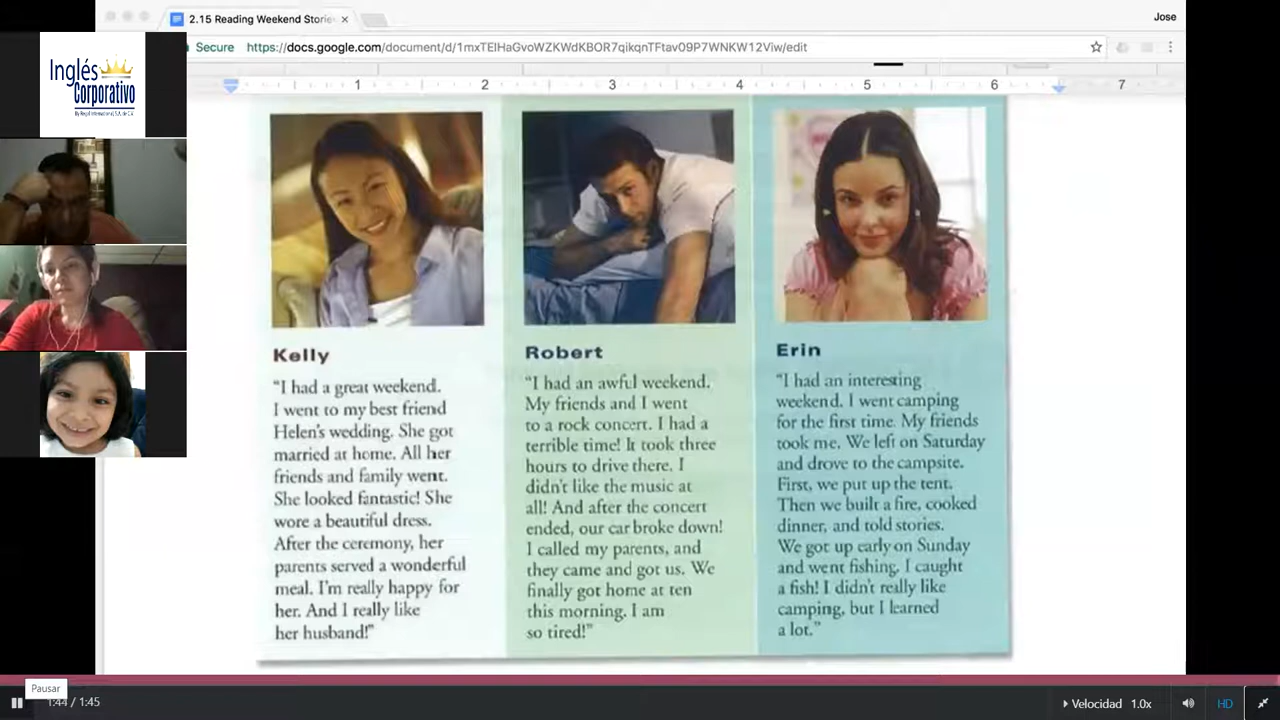 2.15 Reading Weekend Storie
Jose
Secure
https://docs.google.com/document/d/1mxTEIHaGvoWZKWdKBOR7qikqnTFtav09P7WNKW12Viw/edit
1 2 3 4 5 6 7
Inglés
Corporativo
Kelly
"I had a great weekend.
I went to my best friend
Helen's wedding. She got
married at home. All her
friends and family went.
She looked fantastic! She
wore a beautiful dress.
After the ceremony, her
parents served a wonderful
meal. I'm really happy for
her. And I really like
her husband!"
Robert
"I had an awful weekend.
My friends and I went
to a rock concert. I had a
terrible time! It took three
hours to drive there. I
didn't like the music at
all! And after the concert
ended, our car broke down!
I called my parents, and
they came and got us. We
finally got home at ten
this morning. I am
so tired!"
Erin
"I had an interesting
weekend. I went camping
for the first time. My friends
took me. We left on Saturday
and drove to the campsite.
First, we put up the tent.
Then we built a fire, cooked
dinner, and told stories.
We got up early on Sunday
and went fishing. I caught
a fish! I didn't really like
camping, but I learned
a lot."
Pausar
1:44 / 1:45
Velocidad 1.0x
HD